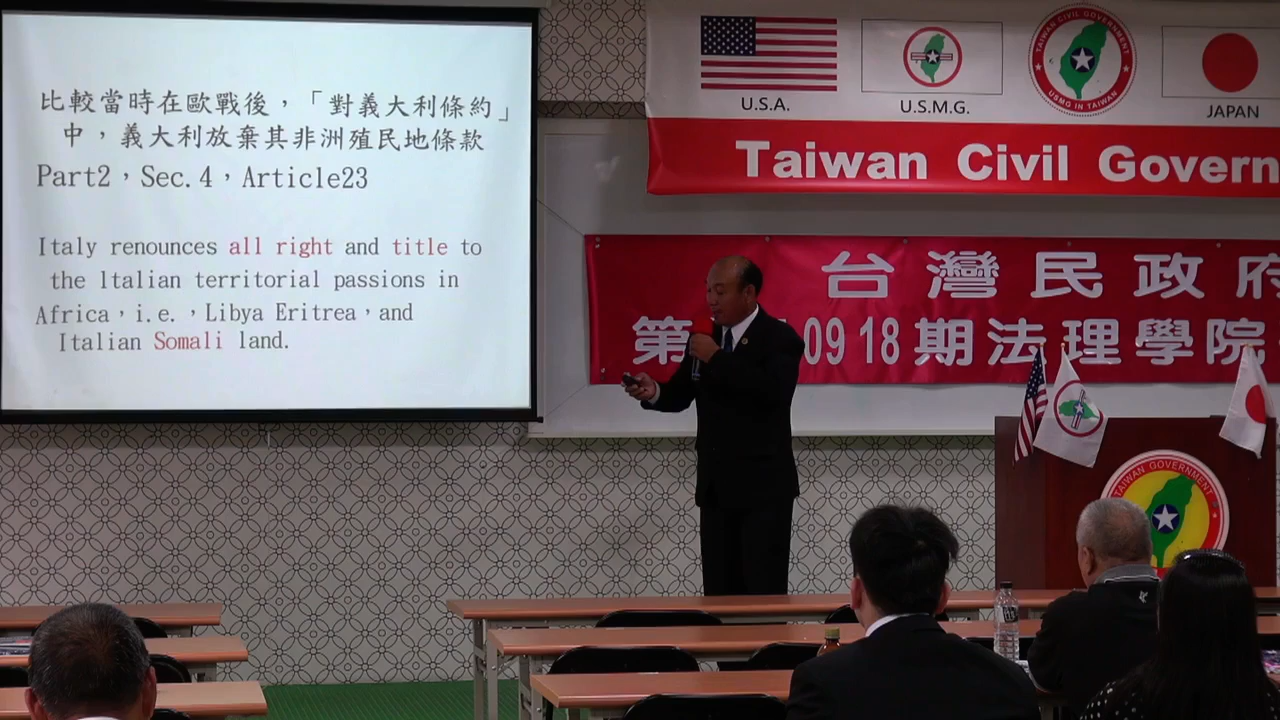 比較當時在歐戰後，「對義大利條約」
中，義大利放棄其非洲殖民地條款
Part2，Sec.4，Article23
Italy renounces all right and title to
the ltalian territorial passions in
Africa，i.e.，Libya Eritrea，and
Italian Somali land.
U.S.A.
U.S.M.G.
TAIWAN CIVIL GOVERNMENT
USMG IN TAIWAN
JAPAN
Taiwan Civil Govern
台灣民政府
第
09 18期法理學院
TAIWAN GOVERNMENT